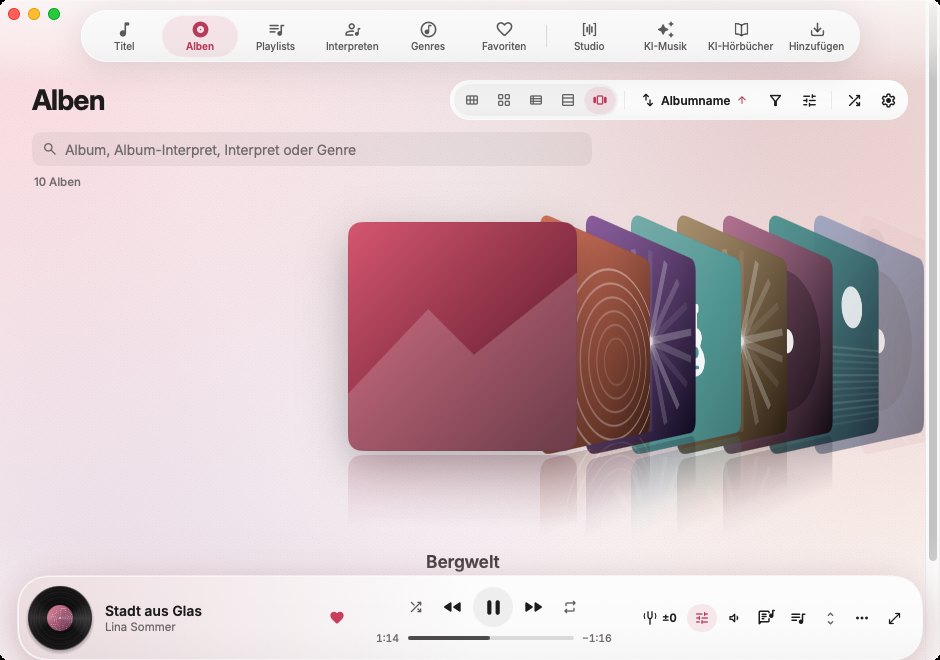 Titel
Alben
Playlists
Interpreten
Genres
Favoriten
Studio
KI-Musik
KI-Hörbücher
Hinzufügen
Alben
Albumname
Album, Album-Interpret, Interpret oder Genre
10 Alben
Bergwelt
Stadt aus Glas
Lina Sommer
±0
1:14
−1:16